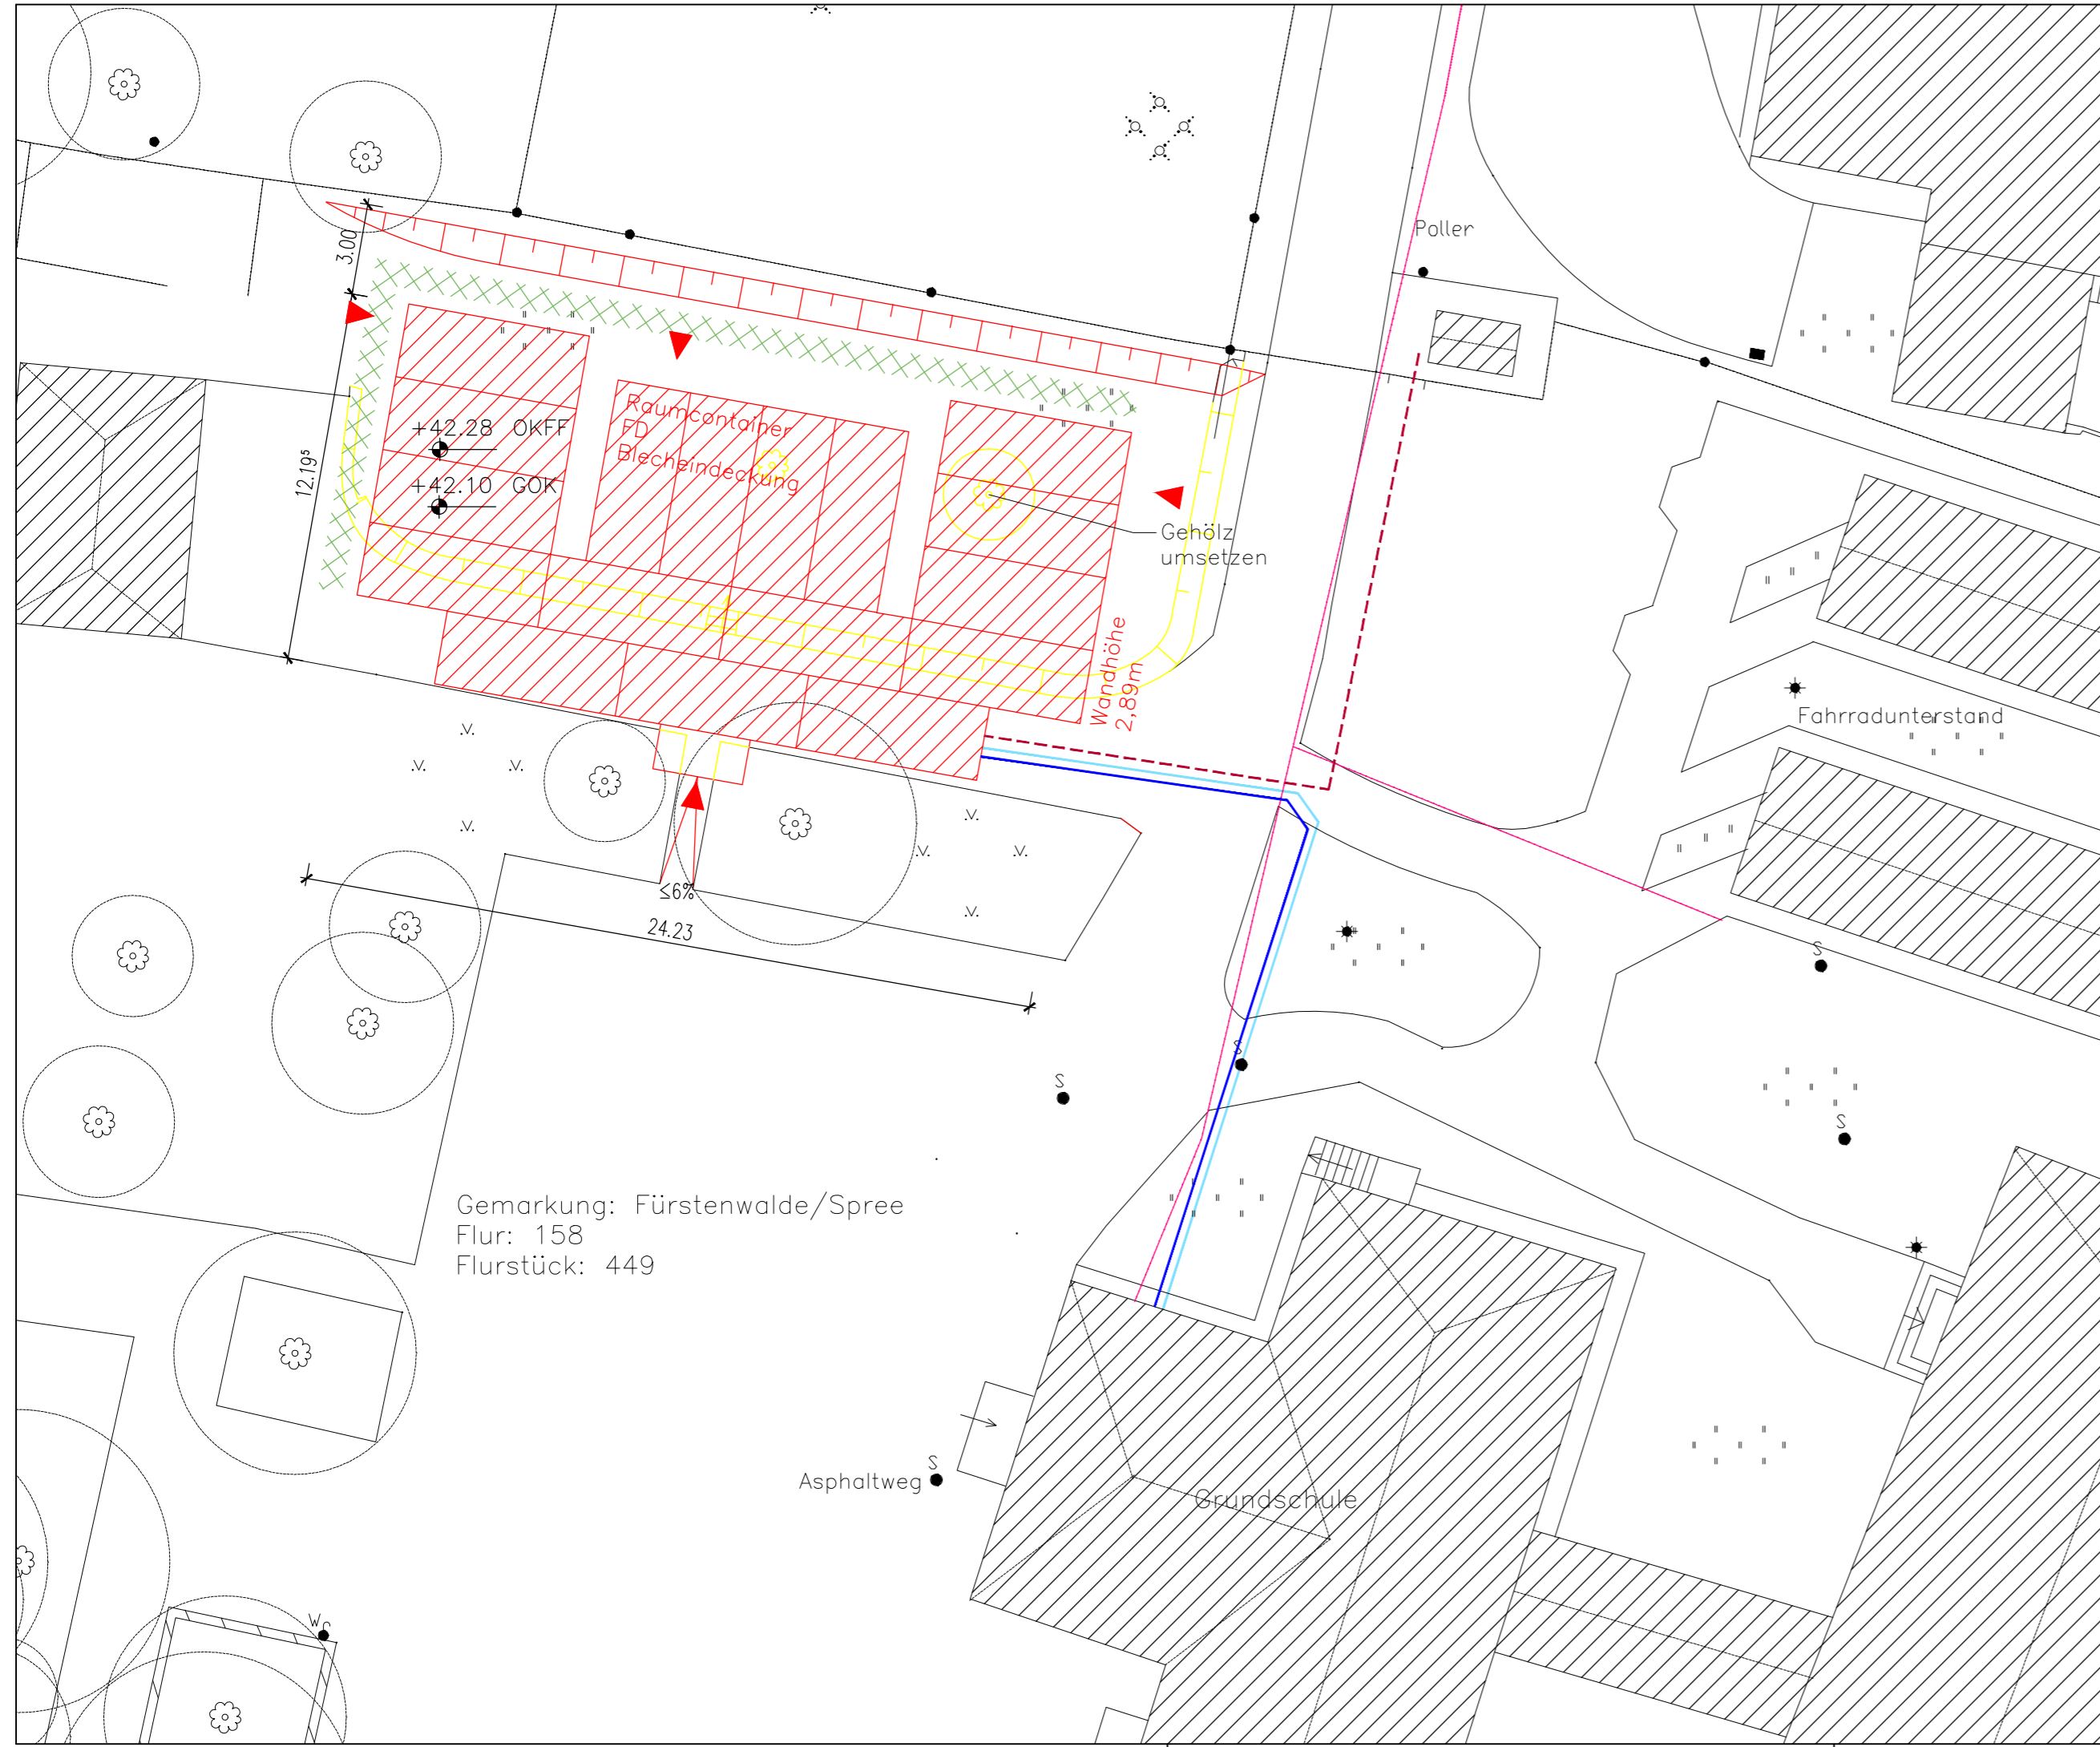 Poller
3.00
Raumcontainer
FD
Blecheindeckung
+42.28 OKFF
+42.10 GOK
12.19⁵
Gehölz
umsetzen
Wandhöhe
2,89m
Fahrradunterstand
≤6%
24.23
S
S
S
S
Gemarkung: Fürstenwalde/Spree
Flur: 158
Flurstück: 449
S
Asphaltweg
Grundschule
Wr